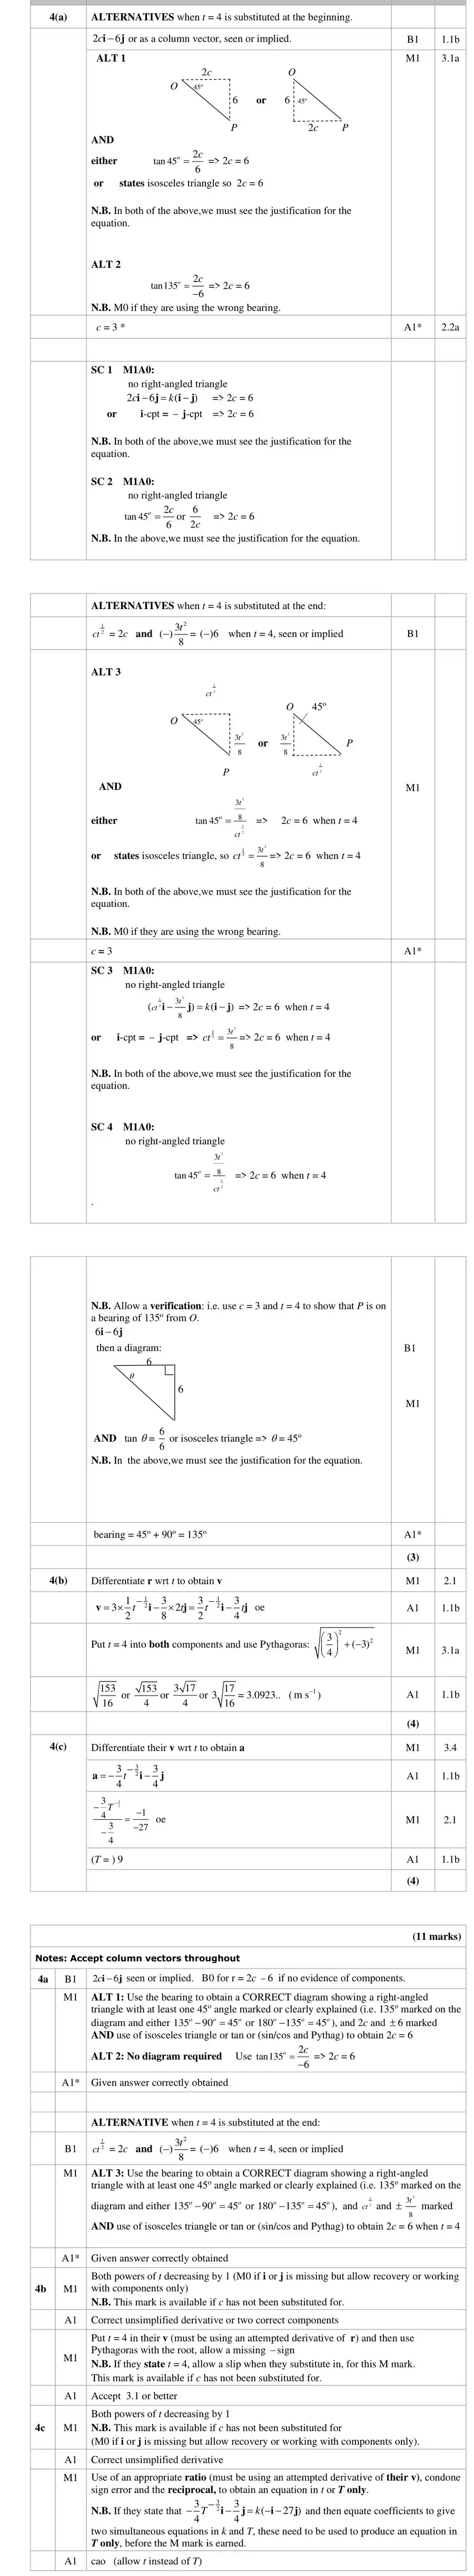 4(a) ALTERNATIVES when t = 4 is substituted at the beginning.
2ci – 6j or as a column vector, seen or implied. B1 1.1b
ALT 1 M1 3.1a
2c
O 45° 6 P
or
O 6 45° 2c P
AND
either tan 45° = 2c/6 => 2c = 6
or states isosceles triangle so 2c = 6
N.B. In both of the above,we must see the justification for the
equation.
ALT 2
tan135° = 2c/−6 => 2c = 6
N.B. M0 if they are using the wrong bearing.
c = 3 * A1* 2.2a
SC 1 M1A0:
no right-angled triangle
2ci – 6j = k(i – j) => 2c = 6
or i-cpt = – j-cpt => 2c = 6
N.B. In both of the above,we must see the justification for the
equation.
SC 2 M1A0:
no right-angled triangle
tan 45° = 2c/6 or 6/2c => 2c = 6
N.B. In the above,we must see the justification for the equation.
ALTERNATIVES when t = 4 is substituted at the end:
ct^(1/2) = 2c and (–)3t²/8 = (–)6 when t = 4, seen or implied B1
ALT 3
ct^(1/2)
O 45° 3t²/8 P
or
O 45° 3t²/8 P ct^(1/2)
AND M1
either tan 45° = (3t²/8)/(ct^(1/2)) => 2c = 6 when t = 4
or states isosceles triangle, so ct^(1/2) = 3t²/8 => 2c = 6 when t = 4
N.B. In both of the above,we must see the justification for the
equation.
N.B. M0 if they are using the wrong bearing.
c = 3 A1*
SC 3 M1A0:
no right-angled triangle
(ct^(1/2)i – 3t²/8 j) = k(i – j) => 2c = 6 when t = 4
or i-cpt = – j-cpt => ct^(1/2) = 3t²/8 => 2c = 6 when t = 4
N.B. In both of the above,we must see the justification for the
equation.
SC 4 M1A0:
no right-angled triangle
tan 45° = (3t²/8)/(ct^(1/2)) => 2c = 6 when t = 4
.
N.B. Allow a verification: i.e. use c = 3 and t = 4 to show that P is on
a bearing of 135° from O.
6i – 6j
then a diagram: B1
6
θ
6
M1
AND tan θ = 6/6 or isosceles triangle => θ = 45°
N.B. In the above,we must see the justification for the equation.
bearing = 45° + 90° = 135° A1*
(3)
4(b) Differentiate r wrt t to obtain v M1 2.1
v = 3×1/2 t^(−1/2) i – 3/8×2tj = 3/2 t^(−1/2) i – 3/4 tj oe A1 1.1b
Put t = 4 into both components and use Pythagoras: √((3/4)² + (−3)²) M1 3.1a
√(153/16) or √153/4 or 3√17/4 or 3√(17/16) = 3.0923.. (m s⁻¹) A1 1.1b
(4)
4(c) Differentiate their v wrt t to obtain a M1 3.4
a = −3/4 t^(−3/2) i – 3/4 j A1 1.1b
(−3/4 T^(−3/2))/(−3/4) = −1/−27 oe M1 2.1
(T = ) 9 A1 1.1b
(4)
(11 marks)
Notes: Accept column vectors throughout
4a B1 2ci – 6j seen or implied. B0 for r = 2c – 6 if no evidence of components.
M1 ALT 1: Use the bearing to obtain a CORRECT diagram showing a right-angled
triangle with at least one 45° angle marked or clearly explained (i.e. 135° marked on the
diagram and either 135° – 90° = 45° or 180° – 135° = 45°), and 2c and ± 6 marked
AND use of isosceles triangle or tan or (sin/cos and Pythag) to obtain 2c = 6
ALT 2: No diagram required Use tan135° = 2c/−6 => 2c = 6
A1* Given answer correctly obtained
ALTERNATIVE when t = 4 is substituted at the end:
B1 ct^(1/2) = 2c and (–)3t²/8 = (–)6 when t = 4, seen or implied
M1 ALT 3: Use the bearing to obtain a CORRECT diagram showing a right-angled
triangle with at least one 45° angle marked or clearly explained (i.e. 135° marked on the
diagram and either 135° – 90° = 45° or 180° – 135° = 45°), and ct^(1/2) and ± 3t²/8 marked
AND use of isosceles triangle or tan or (sin/cos and Pythag) to obtain 2c = 6 when t = 4
A1* Given answer correctly obtained
4b M1 Both powers of t decreasing by 1 (M0 if i or j is missing but allow recovery or working
with components only)
N.B. This mark is available if c has not been substituted for.
A1 Correct unsimplified derivative or two correct components
M1 Put t = 4 in their v (must be using an attempted derivative of r) and then use
Pythagoras with the root, allow a missing – sign
N.B. If they state t = 4, allow a slip when they substitute in, for this M mark.
This mark is available if c has not been substituted for.
A1 Accept 3.1 or better
4c M1 Both powers of t decreasing by 1
N.B. This mark is available if c has not been substituted for
(M0 if i or j is missing but allow recovery or working with components only).
A1 Correct unsimplified derivative
M1 Use of an appropriate ratio (must be using an attempted derivative of their v), condone
sign error and the reciprocal, to obtain an equation in t or T only.
N.B. If they state that −3/4 T^(−3/2) i – 3/4 j = k(−i – 27j) and then equate coefficients to give
two simultaneous equations in k and T, these need to be used to produce an equation in
T only, before the M mark is earned.
A1 cao (allow t instead of T)